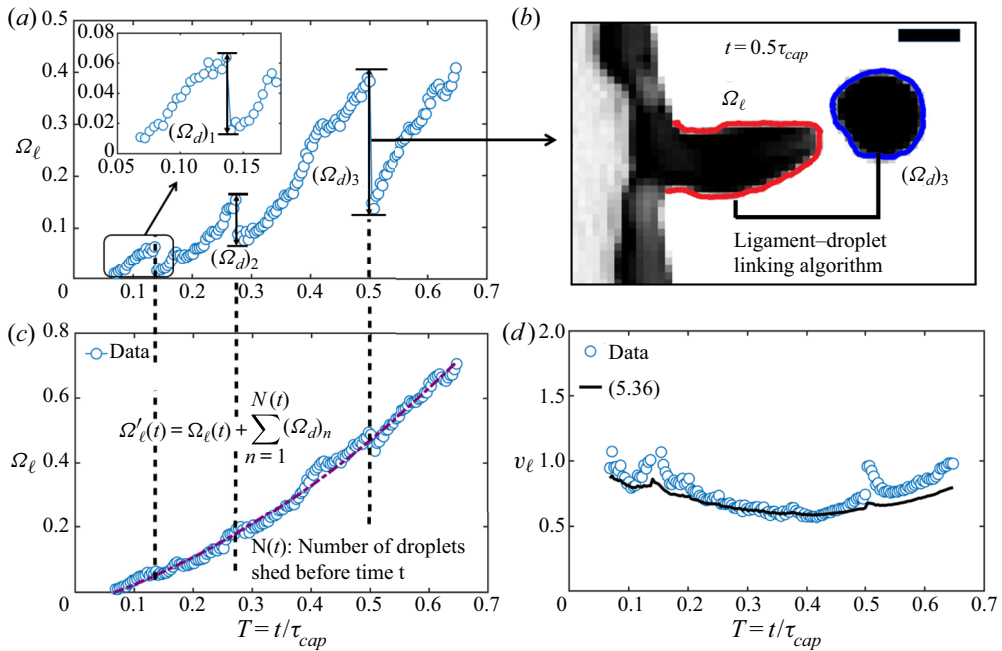 (a)
0.5
0.4
0.3
0.2
0.1
0
Ωℓ
0.08
0.06
0.04
0.02
0
0.05
0.10
0.15
(Ωd)1
(Ωd)2
(Ωd)3
0.1
0.2
0.3
0.4
0.5
0.6
0.7
(b)
t = 0.5τcap
Ωℓ
(Ωd)3
Ligament–droplet
linking algorithm
(c)
0.8
0.6
0.4
0.2
0
Ωℓ
Data
Ω′ℓ(t) = Ωℓ(t) + ∑ (Ωd)n
N(t)
n = 1
N(t): Number of droplets
shed before time t
0
0.1
0.2
0.3
0.4
0.5
0.6
0.7
T = t/τcap
(d)
2.0
1.5
1.0
0.5
vℓ
Data
(5.36)
0
0.1
0.2
0.3
0.4
0.5
0.6
0.7
T = t/τcap